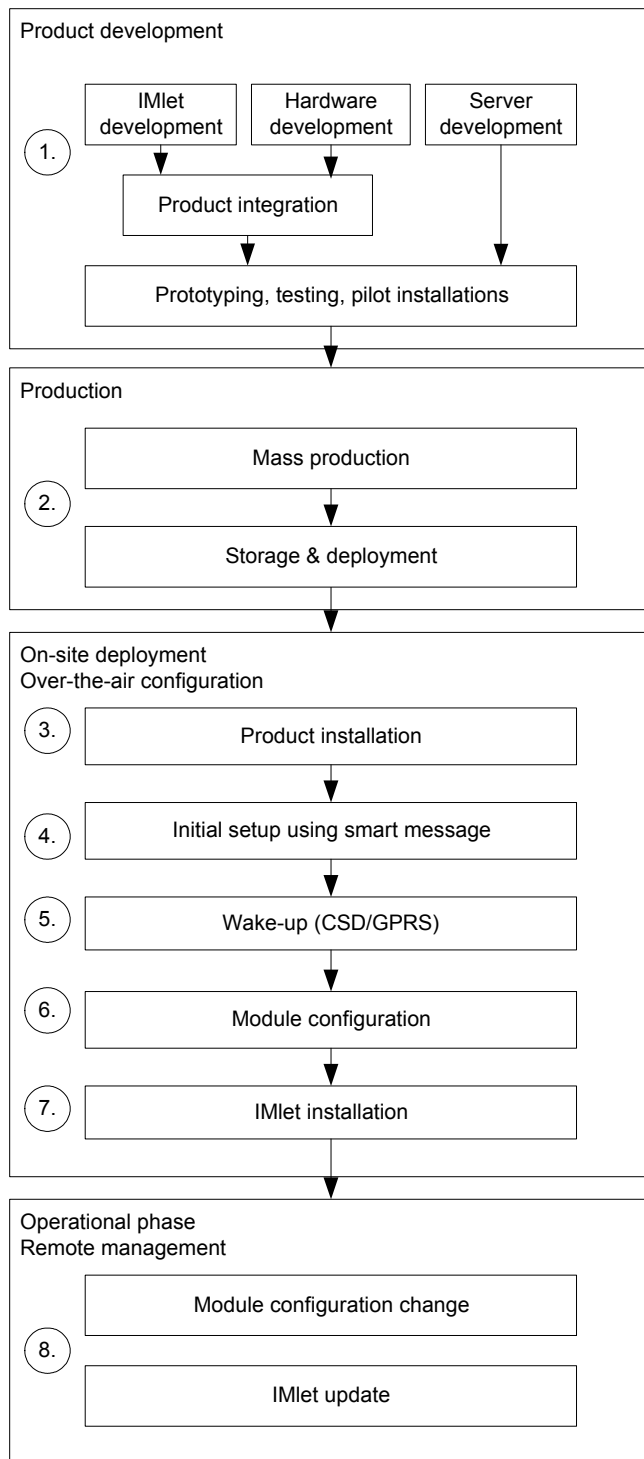 Product development
IMlet
development
Hardware
development
Server
development
1.
Product integration
Prototyping, testing, pilot installations
Production
Mass production
2.
Storage & deployment
On-site deployment
Over-the-air configuration
3.
Product installation
4.
Initial setup using smart message
5.
Wake-up (CSD/GPRS)
6.
Module configuration
7.
IMlet installation
Operational phase
Remote management
Module configuration change
8.
IMlet update